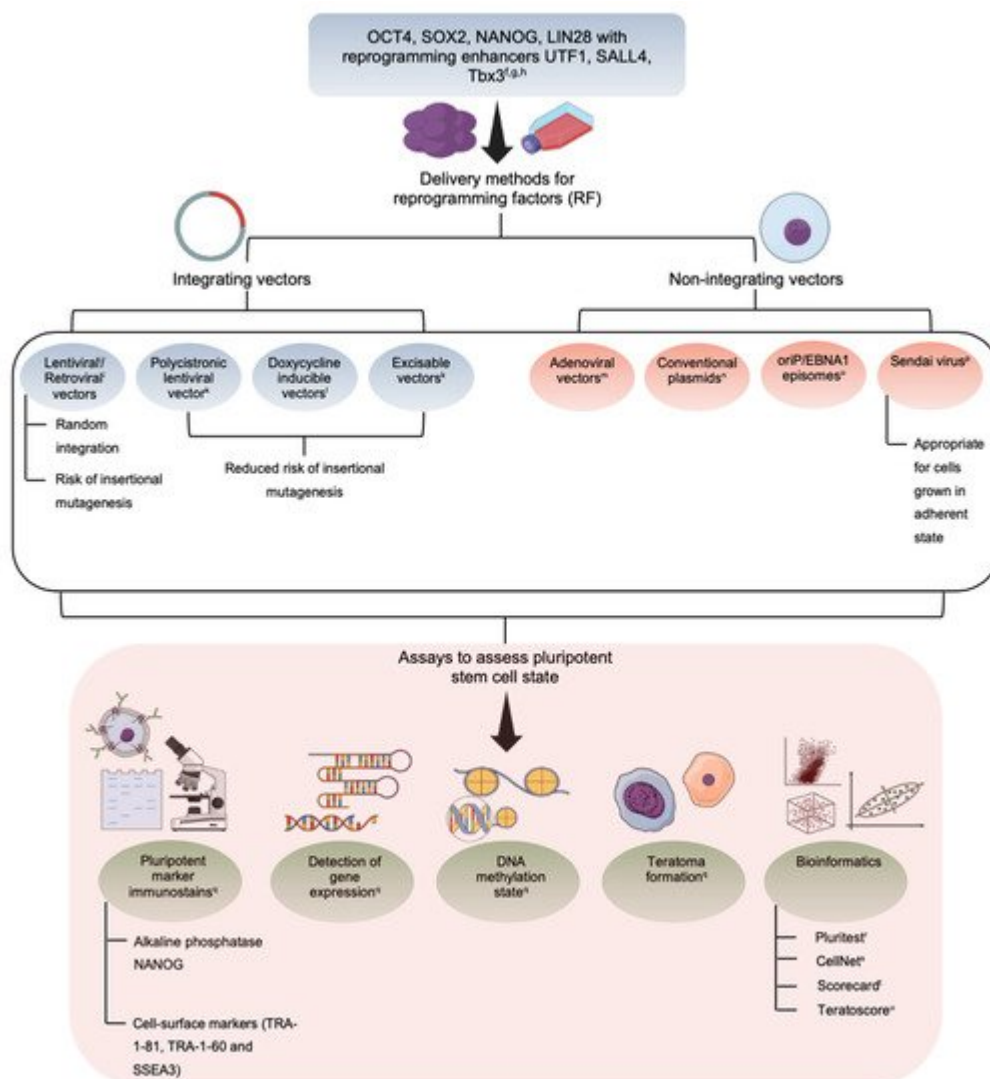 OCT4, SOX2, NANOG, LIN28 with
reprogramming enhancers UTF1, SALL4,
Tbx3f,g,h
Delivery methods for
reprogramming factors (RF)
Integrating vectors
Non-integrating vectors
Lentiviral/
Retroviral
vectors
Polycistronic
lentiviral
vector
Doxycycline
inducible
vectors
Excisable
vectors
Adenoviral
vectors
Conventional
plasmids
oriP/EBNA1
episomes
Sendai virus
Random
integration
Risk of insertional
mutagenesis
Reduced risk of insertional
mutagenesis
Appropriate
for cells
grown in
adherent
state
Assays to assess pluripotent
stem cell state
Pluripotent
marker
immunostains
Detection of
gene
expression
DNA
methylation
state
Teratoma
formation
Bioinformatics
Alkaline phosphatase
NANOG
Cell-surface markers (TRA-
1-81, TRA-1-60 and
SSEA3)
Pluritest
CellNet
Scorecard
Teratoscore